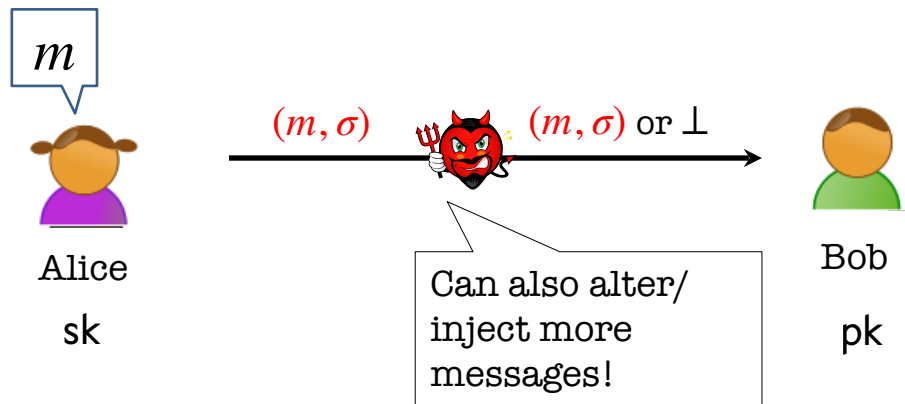 m
(m, σ)
(m, σ) or ⊥
Alice
Bob
sk
pk
Can also alter/
inject more
messages!